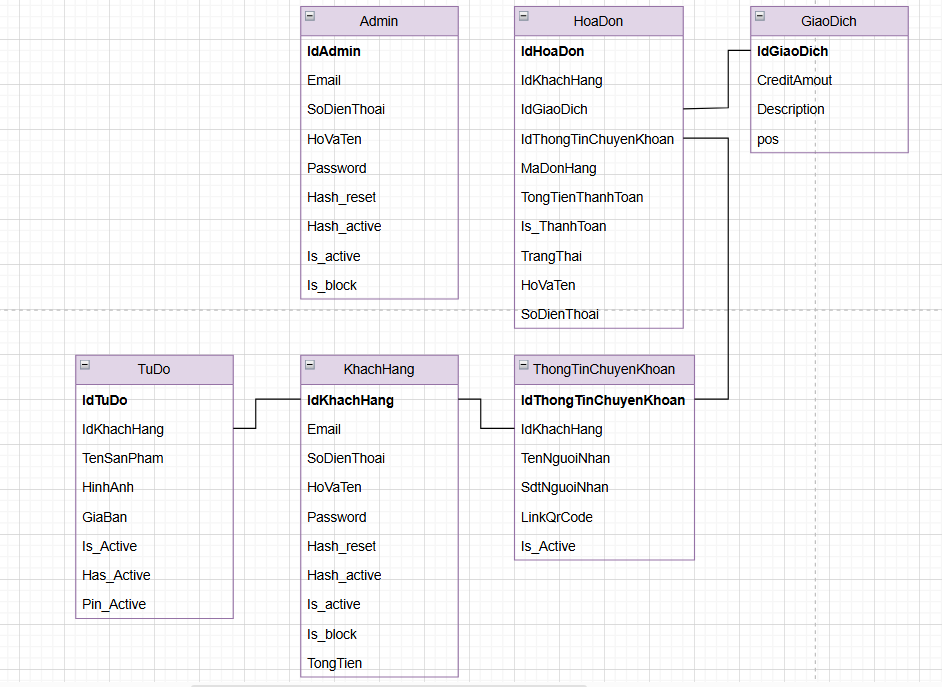 Admin
IdAdmin
Email
SoDienThoai
HoVaTen
Password
Hash_reset
Hash_active
Is_active
Is_block
HoaDon
IdHoaDon
IdKhachHang
IdGiaoDich
IdThongTinChuyenKhoan
MaDonHang
TongTienThanhToan
Is_ThanhToan
TrangThai
HoVaTen
SoDienThoai
GiaoDich
IdGiaoDich
CreditAmout
Description
pos
TuDo
IdTuDo
IdKhachHang
TenSanPham
HinhAnh
GiaBan
Is_Active
Has_Active
Pin_Active
KhachHang
IdKhachHang
Email
SoDienThoai
HoVaTen
Password
Hash_reset
Hash_active
Is_active
Is_block
TongTien
ThongTinChuyenKhoan
IdThongTinChuyenKhoan
IdKhachHang
TenNguoiNhan
SdtNguoiNhan
LinkQrCode
Is_Active